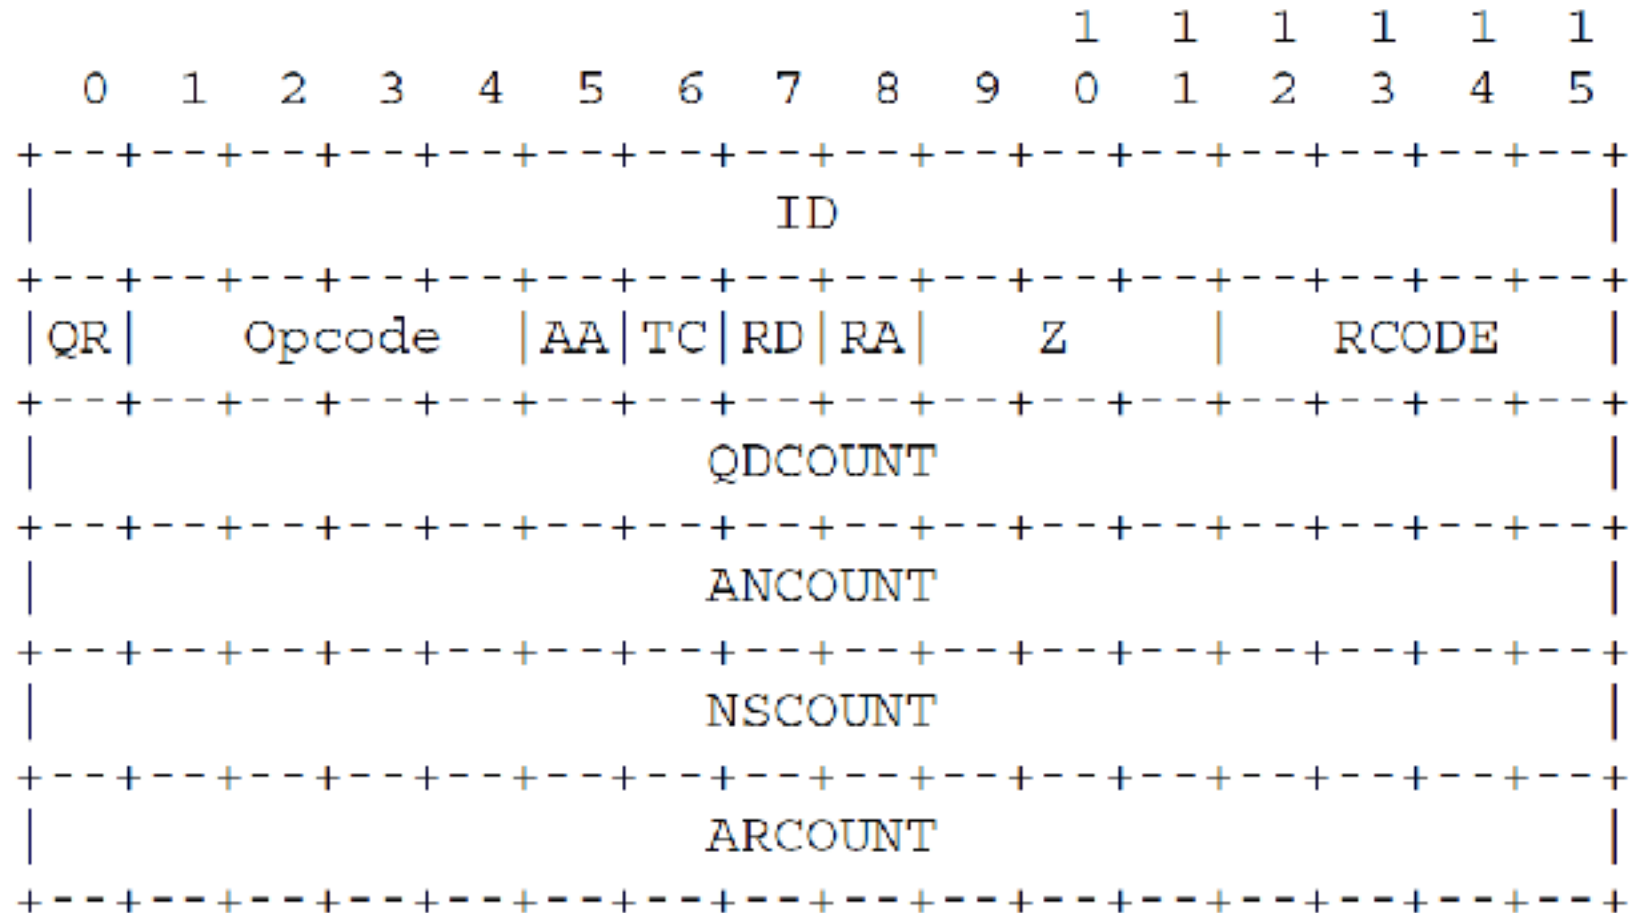 1  1  1  1  1  1
  0  1  2  3  4  5  6  7  8  9  0  1  2  3  4  5
+--+--+--+--+--+--+--+--+--+--+--+--+--+--+--+--+
|                      ID                       |
+--+--+--+--+--+--+--+--+--+--+--+--+--+--+--+--+
|QR|   Opcode  |AA|TC|RD|RA|   Z    |   RCODE   |
+--+--+--+--+--+--+--+--+--+--+--+--+--+--+--+--+
|                    QDCOUNT                    |
+--+--+--+--+--+--+--+--+--+--+--+--+--+--+--+--+
|                    ANCOUNT                    |
+--+--+--+--+--+--+--+--+--+--+--+--+--+--+--+--+
|                    NSCOUNT                    |
+--+--+--+--+--+--+--+--+--+--+--+--+--+--+--+--+
|                    ARCOUNT                    |
+--+--+--+--+--+--+--+--+--+--+--+--+--+--+--+--+